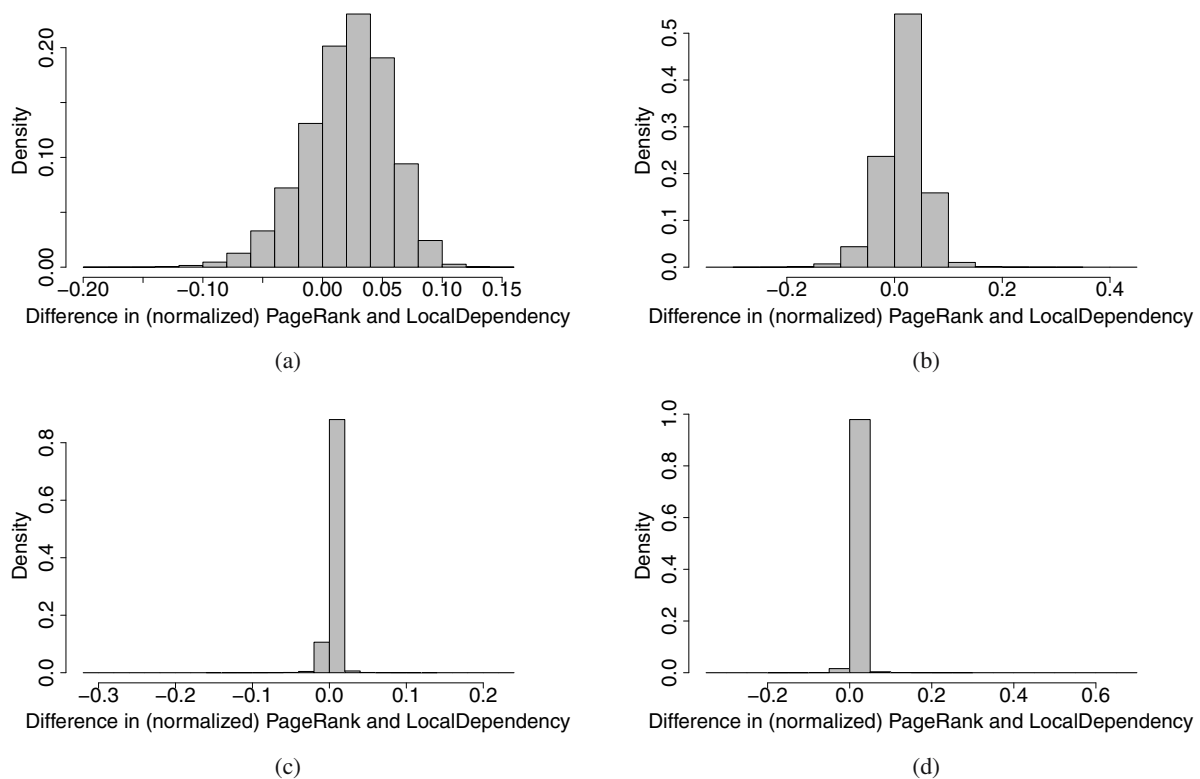 0.20
0.10
0.00
Density
−0.20 −0.10 0.00 0.05 0.10 0.15
Difference in (normalized) PageRank and LocalDependency
(a)
0.5
0.4
0.3
0.2
0.1
0.0
Density
−0.2 0.0 0.2 0.4
Difference in (normalized) PageRank and LocalDependency
(b)
0.8
0.6
0.4
0.2
0.0
Density
−0.3 −0.2 −0.1 0.0 0.1 0.2
Difference in (normalized) PageRank and LocalDependency
(c)
1.0
0.8
0.6
0.4
0.2
0.0
Density
−0.2 0.0 0.2 0.4 0.6
Difference in (normalized) PageRank and LocalDependency
(d)